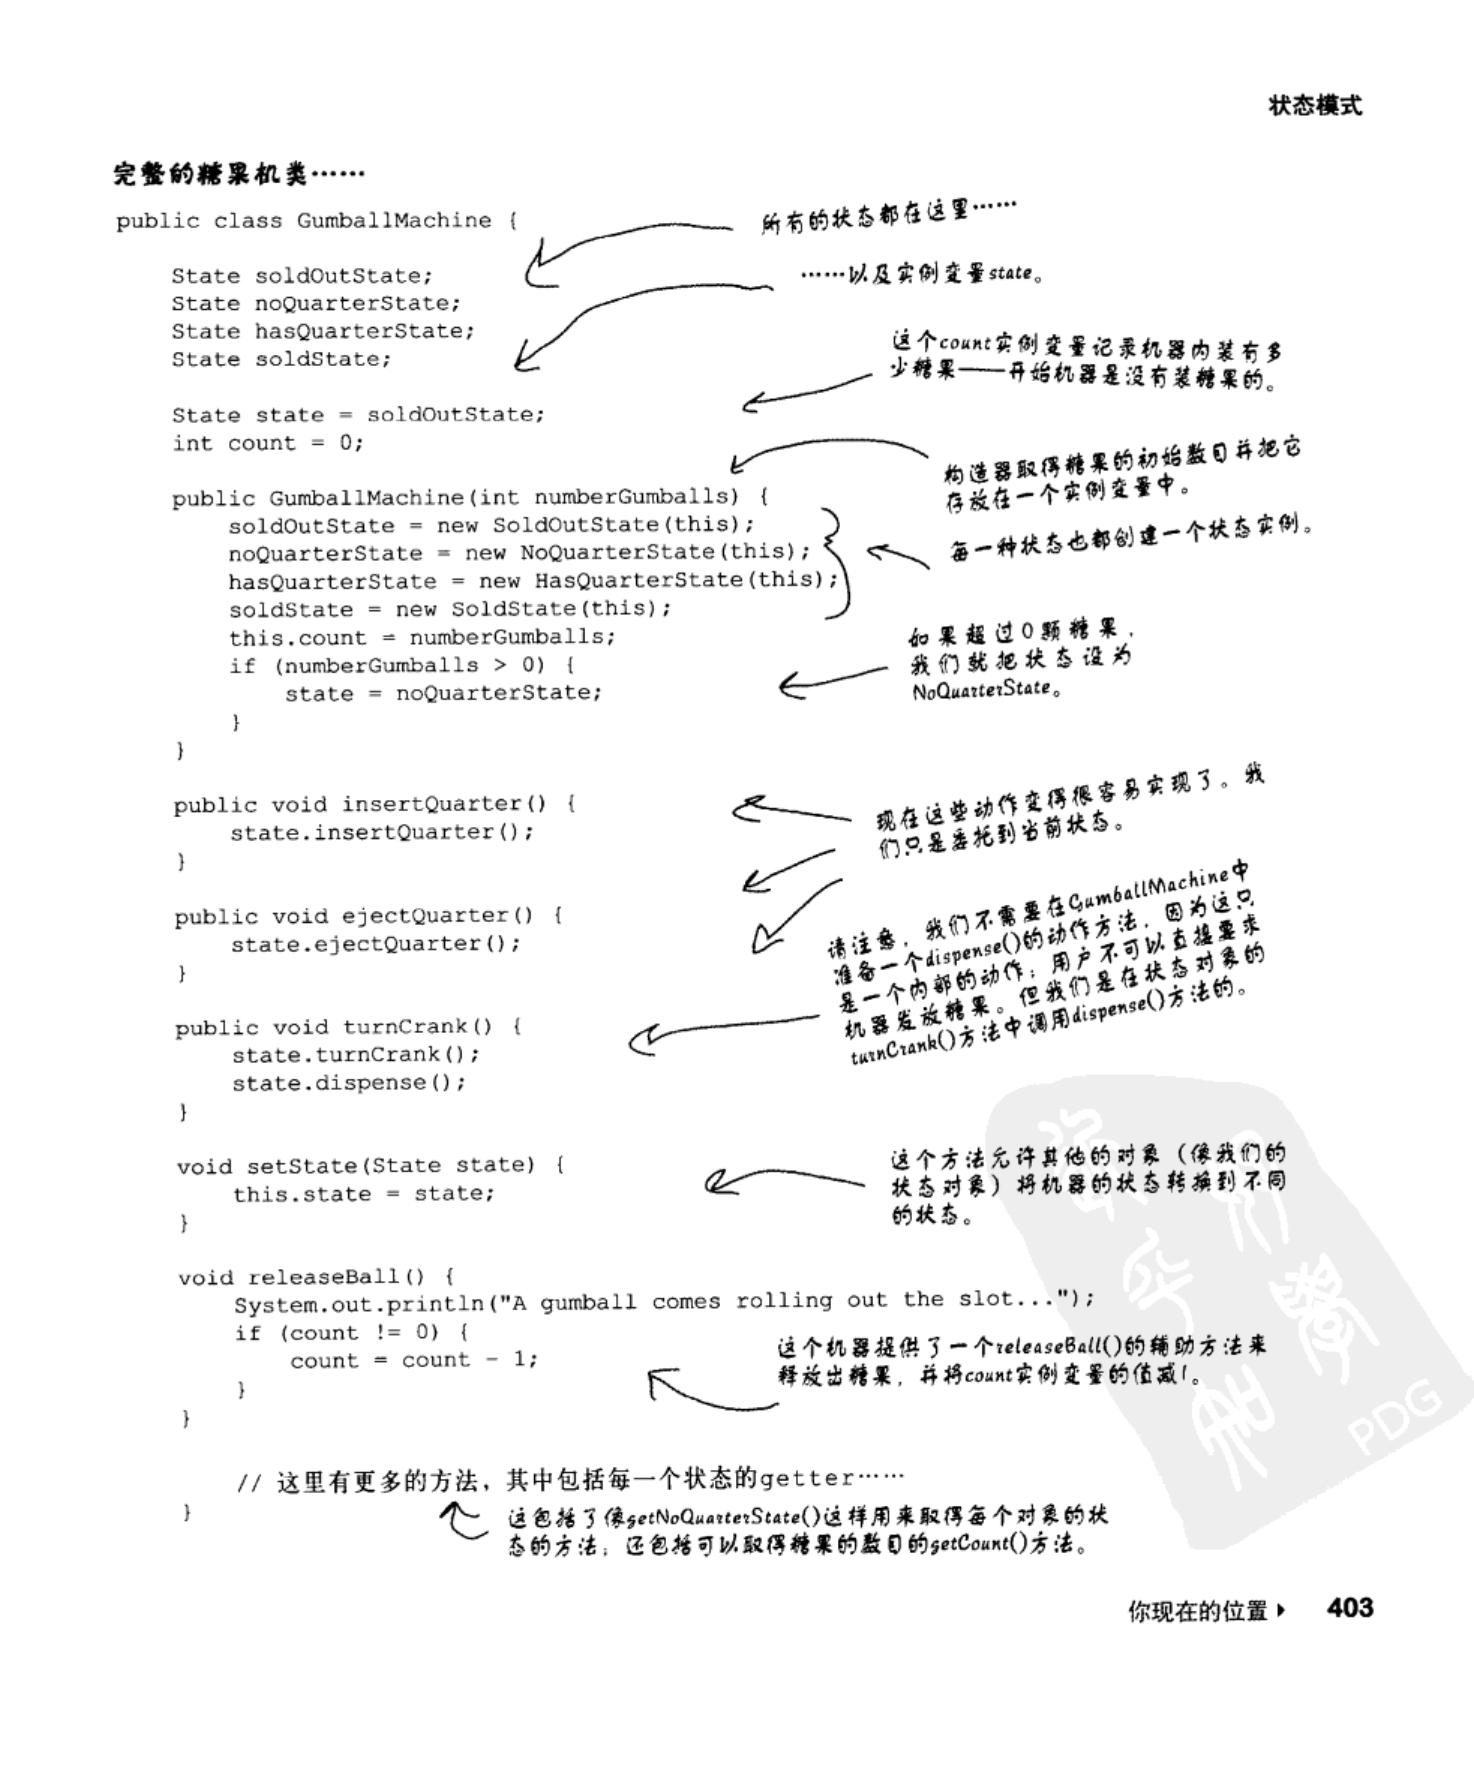 状态模式
完整的糖果机类……
public class GumballMachine {
所有的状态都在这里……
State soldOutState;
……以及实例变量state。
State noQuarterState;
State hasQuarterState;
State soldState;
这个count实例变量记录机器内装有多
少糖果——开始机器是没有装糖果的。
State state = soldOutState;
int count = 0;
构造器取得糖果的初始数目并把它
存放在一个实例变量中。
public GumballMachine(int numberGumballs) {
soldOutState = new SoldOutState(this);
noQuarterState = new NoQuarterState(this);
hasQuarterState = new HasQuarterState(this);
soldState = new SoldState(this);
每一种状态也都创建一个状态实例。
this.count = numberGumballs;
if (numberGumballs > 0) {
state = noQuarterState;
}
}
如果超过0颗糖果,
我们就把状态设为
NoQuarterState。
public void insertQuarter() {
state.insertQuarter();
}
现在这些动作变得很容易实现了。我
们只是委托到当前状态。
public void ejectQuarter() {
state.ejectQuarter();
}
请注意,我们不需要在GumballMachine中
准备一个dispense()的动作方法,因为这只
是一个内部的动作;用户不可以直接要求
机器发放糖果。但我们是在状态对象的
turnCrank()方法中调用dispense()方法的。
public void turnCrank() {
state.turnCrank();
state.dispense();
}
void setState(State state) {
this.state = state;
}
这个方法允许其他的对象(像我们的
状态对象)将机器的状态转换到不同
的状态。
void releaseBall() {
System.out.println("A gumball comes rolling out the slot...");
if (count != 0) {
count = count - 1;
}
}
这个机器提供了一个releaseBall()的辅助方法来
释放出糖果,并将count实例变量的值减1。
// 这里有更多的方法,其中包括每一个状态的getter……
}
这包括了像getNoQuarterState()这样用来取得每个对象的状
态的方法;还包括可以取得糖果的数目的getCount()方法。
PDG
你现在的位置 ▸ 403